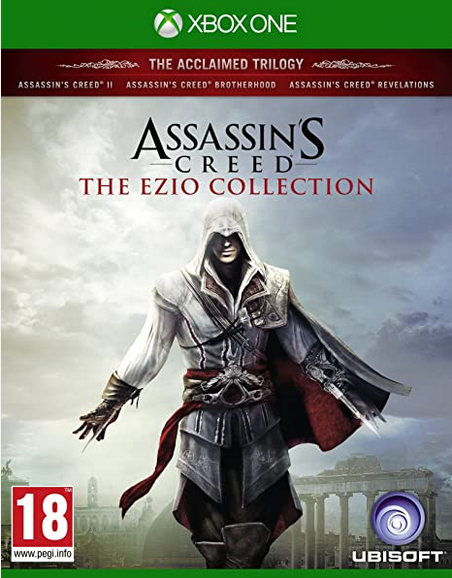 XBOX ONE
THE ACCLAIMED TRILOGY
ASSASSIN'S CREED® II ASSASSIN'S CREED® BROTHERHOOD ASSASSIN'S CREED® REVELATIONS
ASSASSIN'S
CREED
THE EZIO COLLECTION
18
™
www.pegi.info
UBISOFT